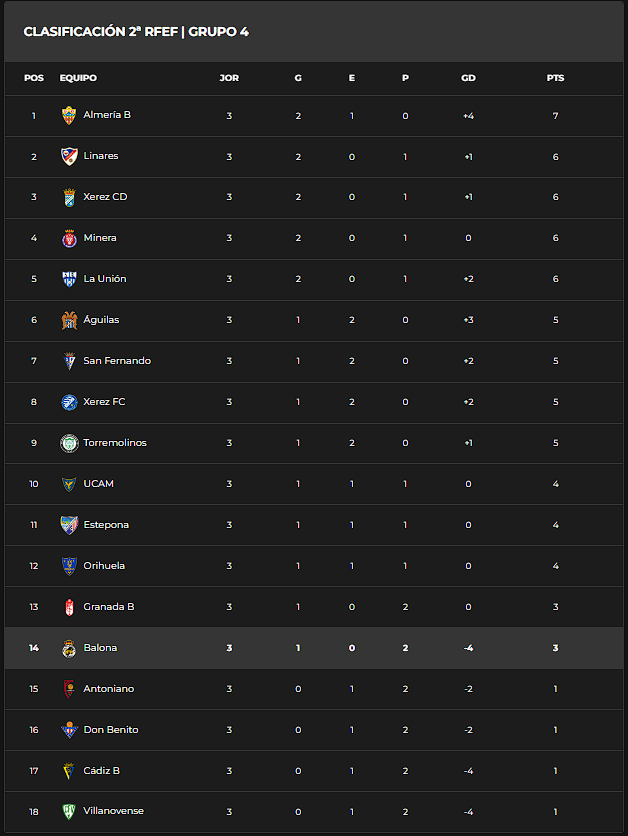 CLASIFICACIÓN 2ª RFEF | GRUPO 4
POS EQUIPO JOR G E P GD PTS
1 Almería B 3 2 1 0 +4 7
2 Linares 3 2 0 1 +1 6
3 Xerez CD 3 2 0 1 +1 6
4 Minera 3 2 0 1 0 6
5 La Unión 3 2 0 1 +2 6
6 Águilas 3 1 2 0 +3 5
7 San Fernando 3 1 2 0 +2 5
8 Xerez FC 3 1 2 0 +2 5
9 Torremolinos 3 1 2 0 +1 5
10 UCAM 3 1 1 1 0 4
11 Estepona 3 1 1 1 0 4
12 Orihuela 3 1 1 1 0 4
13 Granada B 3 1 0 2 0 3
14 Balona 3 1 0 2 -4 3
15 Antoniano 3 0 1 2 -2 1
16 Don Benito 3 0 1 2 -2 1
17 Cádiz B 3 0 1 2 -4 1
18 Villanovense 3 0 1 2 -4 1